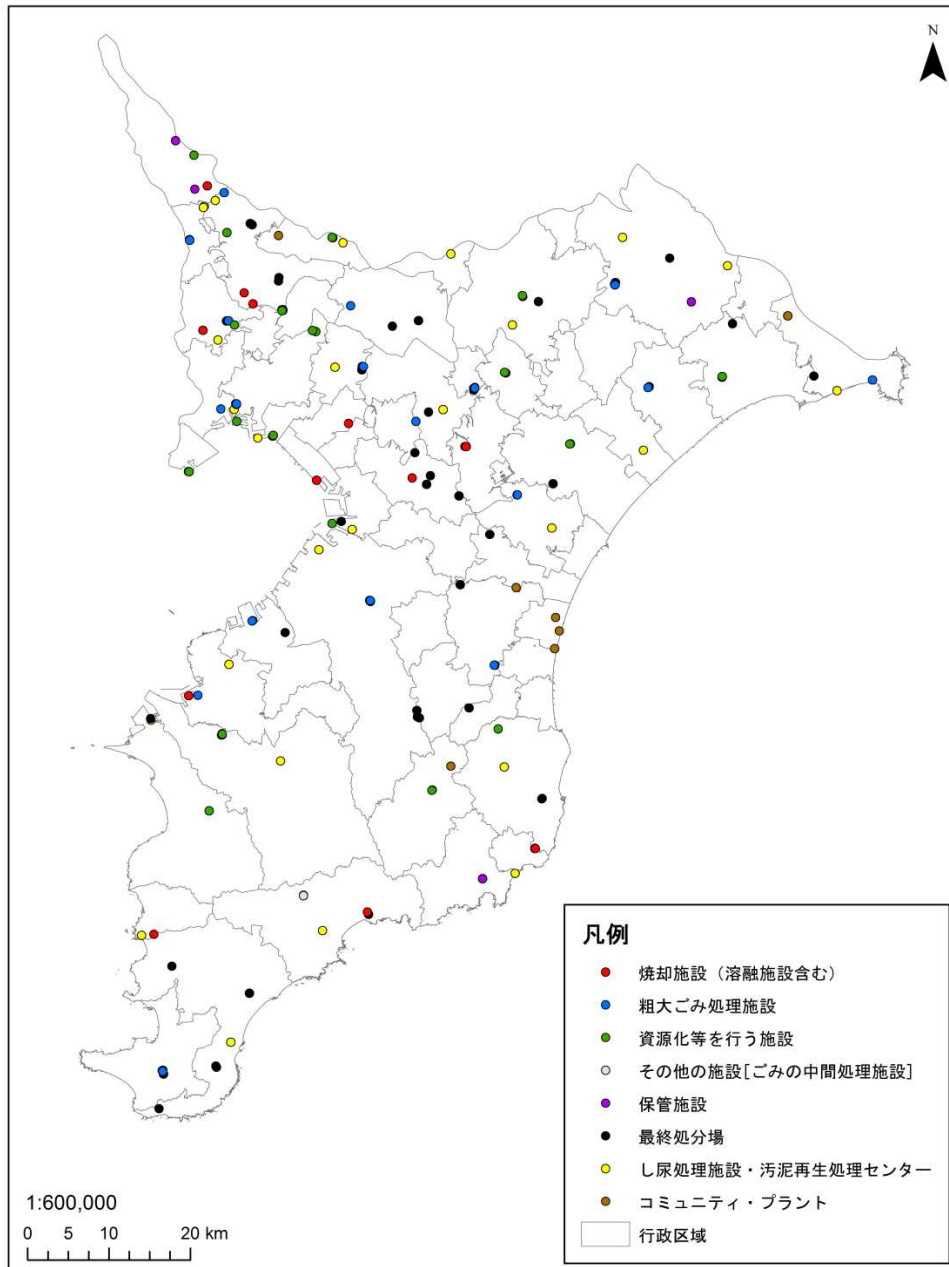 N
凡例
焼却施設（溶融施設含む）
粗大ごみ処理施設
資源化等を行う施設
その他の施設[ごみの中間処理施設]
保管施設
最終処分場
し尿処理施設・汚泥再生処理センター
コミュニティ・プラント
行政区域
1:600,000
0 5 10 20 km